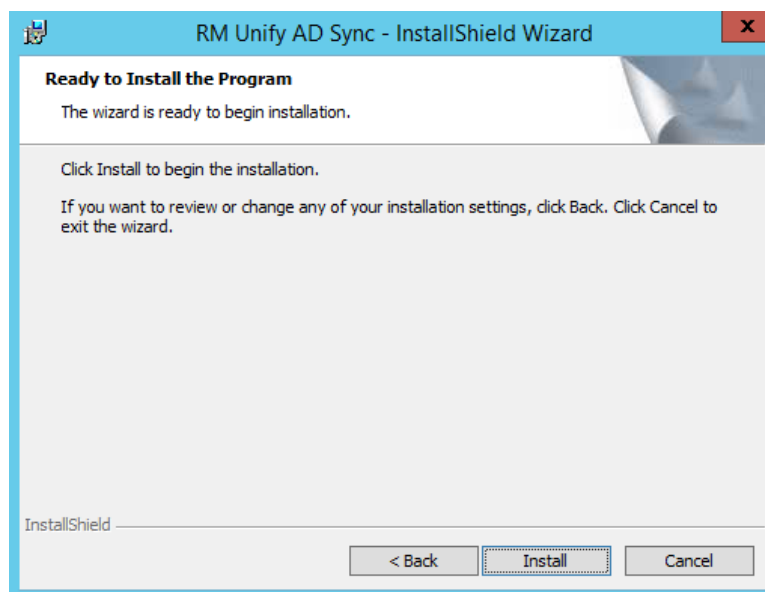 RM Unify AD Sync - InstallShield Wizard
x
Ready to Install the Program
The wizard is ready to begin installation.
Click Install to begin the installation.
If you want to review or change any of your installation settings, click Back. Click Cancel to
exit the wizard.
InstallShield
< Back
Install
Cancel